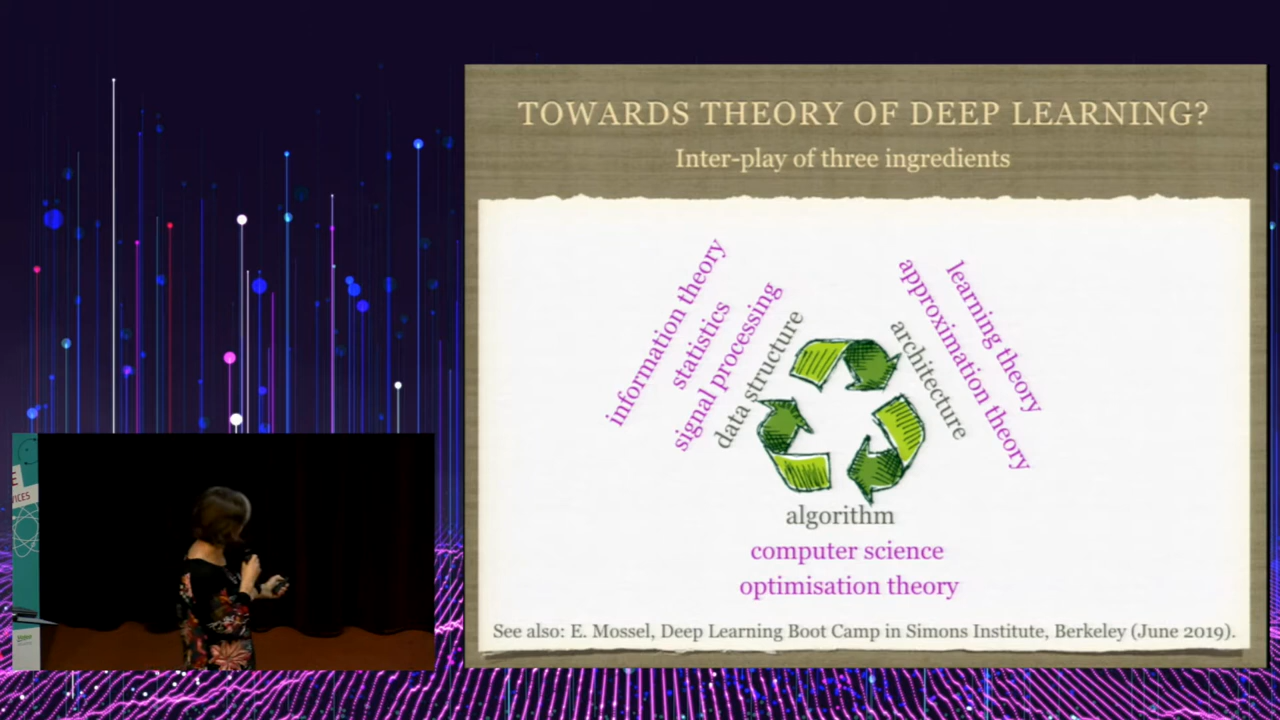 TOWARDS THEORY OF DEEP LEARNING?
Inter-play of three ingredients
information theory
statistics
signal processing
data structure
architecture
approximation theory
learning theory
algorithm
computer science
optimisation theory
See also: E. Mossel, Deep Learning Boot Camp in Simons Institute, Berkeley (June 2019).